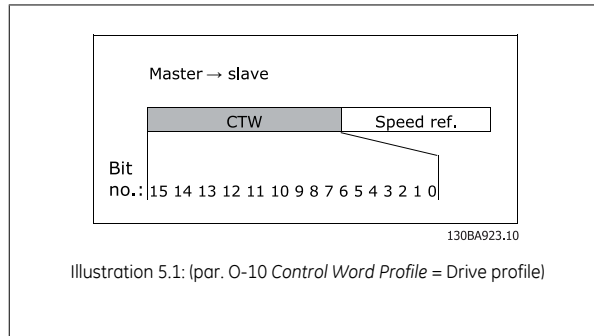 Master → slave
CTW Speed ref.
Bit
no.: 15 14 13 12 11 10 9 8 7 6 5 4 3 2 1 0
130BA923.10
Illustration 5.1: (par. O-10 Control Word Profile = Drive profile)